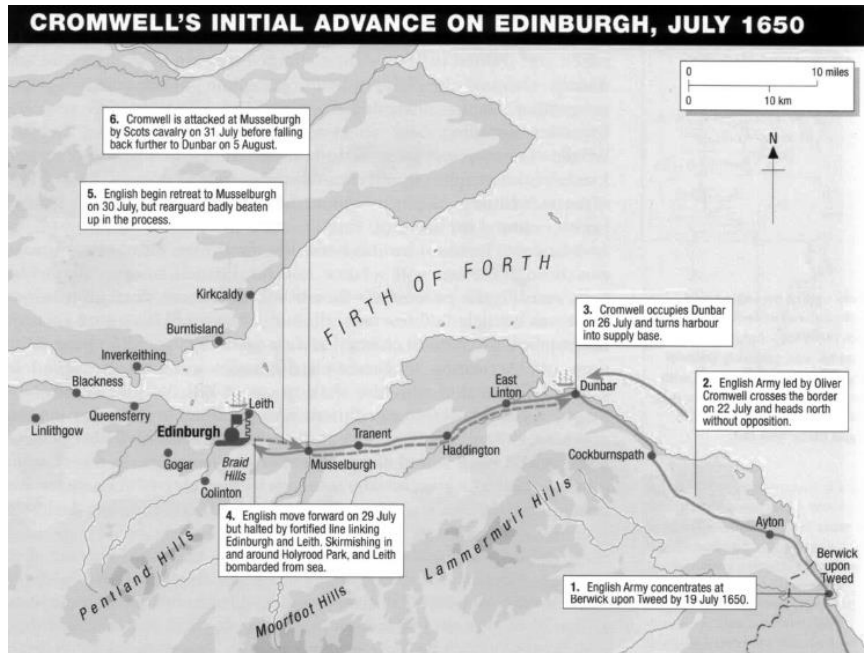 CROMWELL'S INITIAL ADVANCE ON EDINBURGH, JULY 1650
0 10 miles
0 10 km
N
6. Cromwell is attacked at Musselburgh
by Scots cavalry on 31 July before falling
back further to Dunbar on 5 August.
5. English begin retreat to Musselburgh
on 30 July, but rearguard badly beaten
up in the process.
FIRTH OF FORTH
Kirkcaldy
Burntisland
Inverkeithing
Blackness
Queensferry
Linlithgow
Leith
Edinburgh
Gogar
Braid
Hills
Colinton
Musselburgh
Tranent
Haddington
East
Linton
Dunbar
3. Cromwell occupies Dunbar
on 26 July and turns harbour
into supply base.
2. English Army led by Oliver
Cromwell crosses the border
on 22 July and heads north
without opposition.
Cockburnspath
Ayton
Berwick
upon
Tweed
4. English move forward on 29 July
but halted by fortified line linking
Edinburgh and Leith. Skirmishing in
and around Holyrood Park, and Leith
bombarded from sea.
1. English Army concentrates at
Berwick upon Tweed by 19 July 1650.
Pentland Hills
Moorfoot Hills
Lammermuir Hills